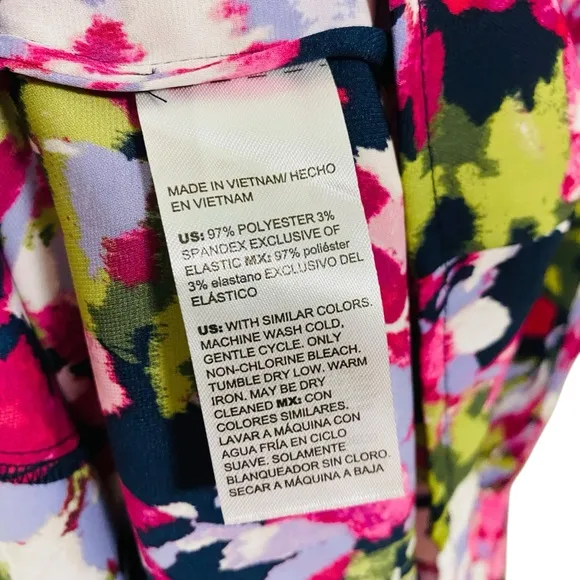 MADE IN VIETNAM/ HECHO
EN VIETNAM
US: 97% POLYESTER 3%
SPANDEX EXCLUSIVE OF
ELASTIC MX: 97% poliéster
3% elastano EXCLUSIVO DEL
ELÁSTICO
US: WITH SIMILAR COLORS.
MACHINE WASH COLD,
GENTLE CYCLE. ONLY
NON-CHLORINE BLEACH.
TUMBLE DRY LOW. WARM
IRON. MAY BE DRY
CLEANED MX: CON
COLORES SIMILARES.
LAVAR A MÁQUINA CON
AGUA FRÍA EN CICLO
SUAVE. SOLAMENTE
BLANQUEADOR SIN CLORO.
SECAR A MÁQUINA A BAJA